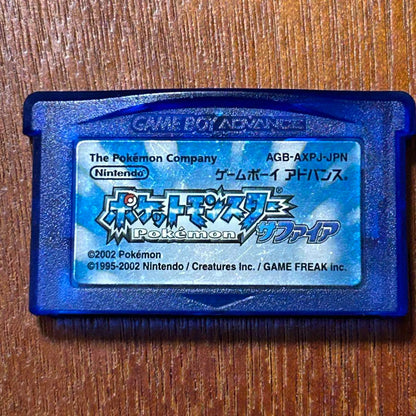 GAME BOY ADVANCE
The Pokémon Company AGB-AXPJ-JPN
Nintendo® ゲームボーイ アドバンス®
ポケットモンスター®
Pokémon サファイア
©2002 Pokémon
©1995-2002 Nintendo / Creatures Inc. / GAME FREAK inc.